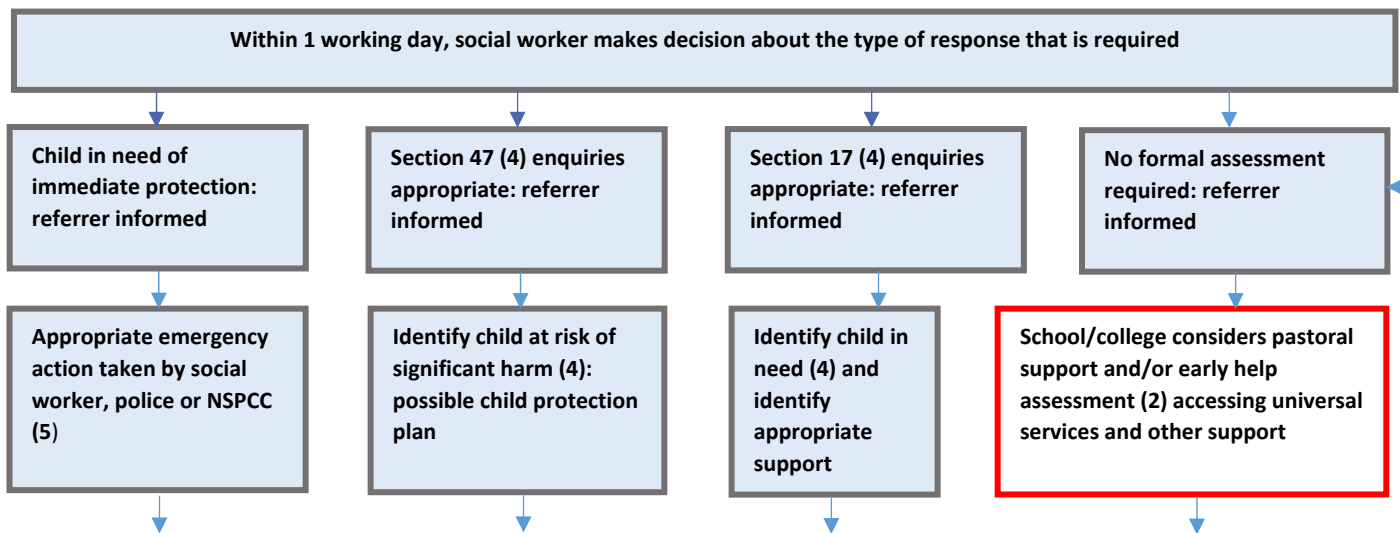 Within 1 working day, social worker makes decision about the type of response that is required
Child in need of
immediate protection:
referrer informed
Section 47 (4) enquiries
appropriate: referrer
informed
Section 17 (4) enquiries
appropriate: referrer
informed
No formal assessment
required: referrer
informed
Appropriate emergency
action taken by social
worker, police or NSPCC
(5)
Identify child at risk of
significant harm (4):
possible child protection
plan
Identify child in
need (4) and
identify
appropriate
support
School/college considers pastoral
support and/or early help
assessment (2) accessing universal
services and other support